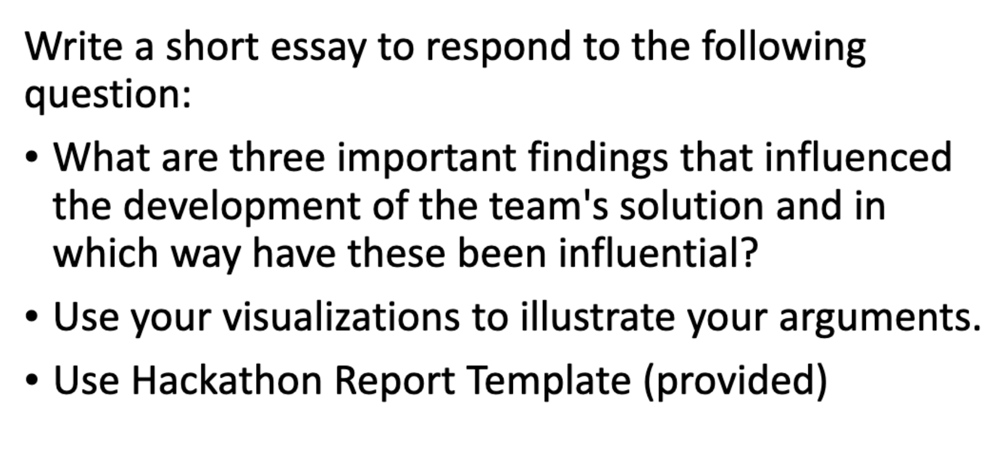 Write a short essay to respond to the following
question:
• What are three important findings that influenced
the development of the team's solution and in
which way have these been influential?
• Use your visualizations to illustrate your arguments.
• Use Hackathon Report Template (provided)